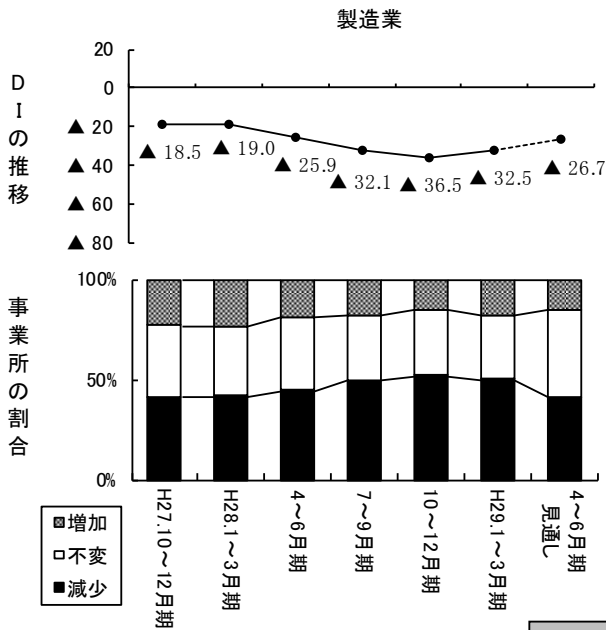 製造業
DIの推移
20
0
▲ 20
▲ 40
▲ 60
▲ 80
▲ 18.5
▲ 19.0
▲ 25.9
▲ 32.1
▲ 36.5
▲ 32.5
▲ 26.7
事業所の割合
100%
50%
0%
H27.10～12月期
H28.1～3月期
4～6月期
7～9月期
10～12月期
H29.1～3月期
4～6月期
見通し
増加
不変
減少